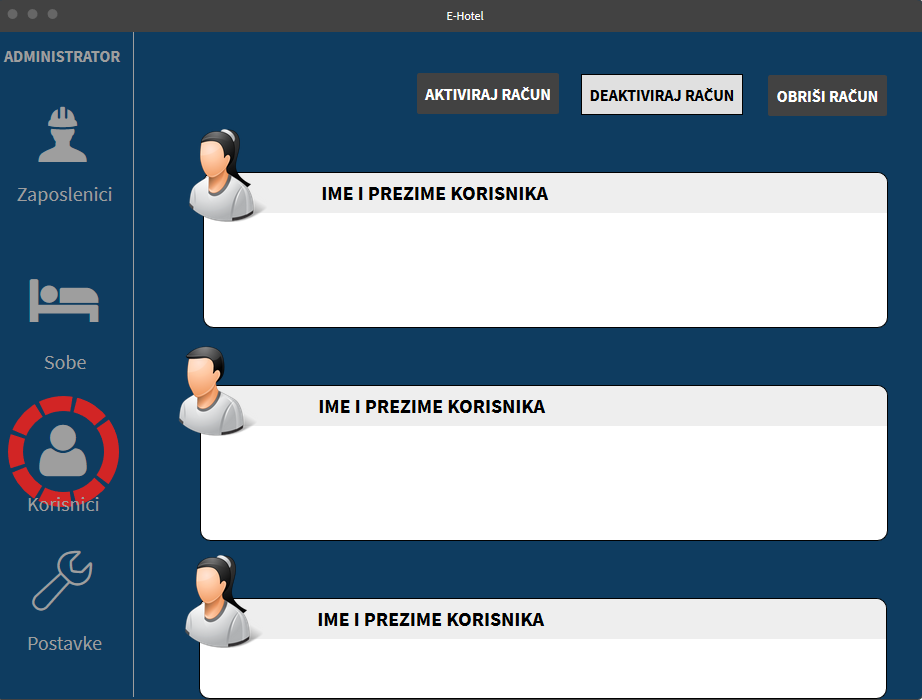 E-Hotel
ADMINISTRATOR
AKTIVIRAJ RAČUN
DEAKTIVIRAJ RAČUN
OBRIŠI RAČUN
Zaposlenici
Sobe
Korisnici
Postavke
IME I PREZIME KORISNIKA
IME I PREZIME KORISNIKA
IME I PREZIME KORISNIKA